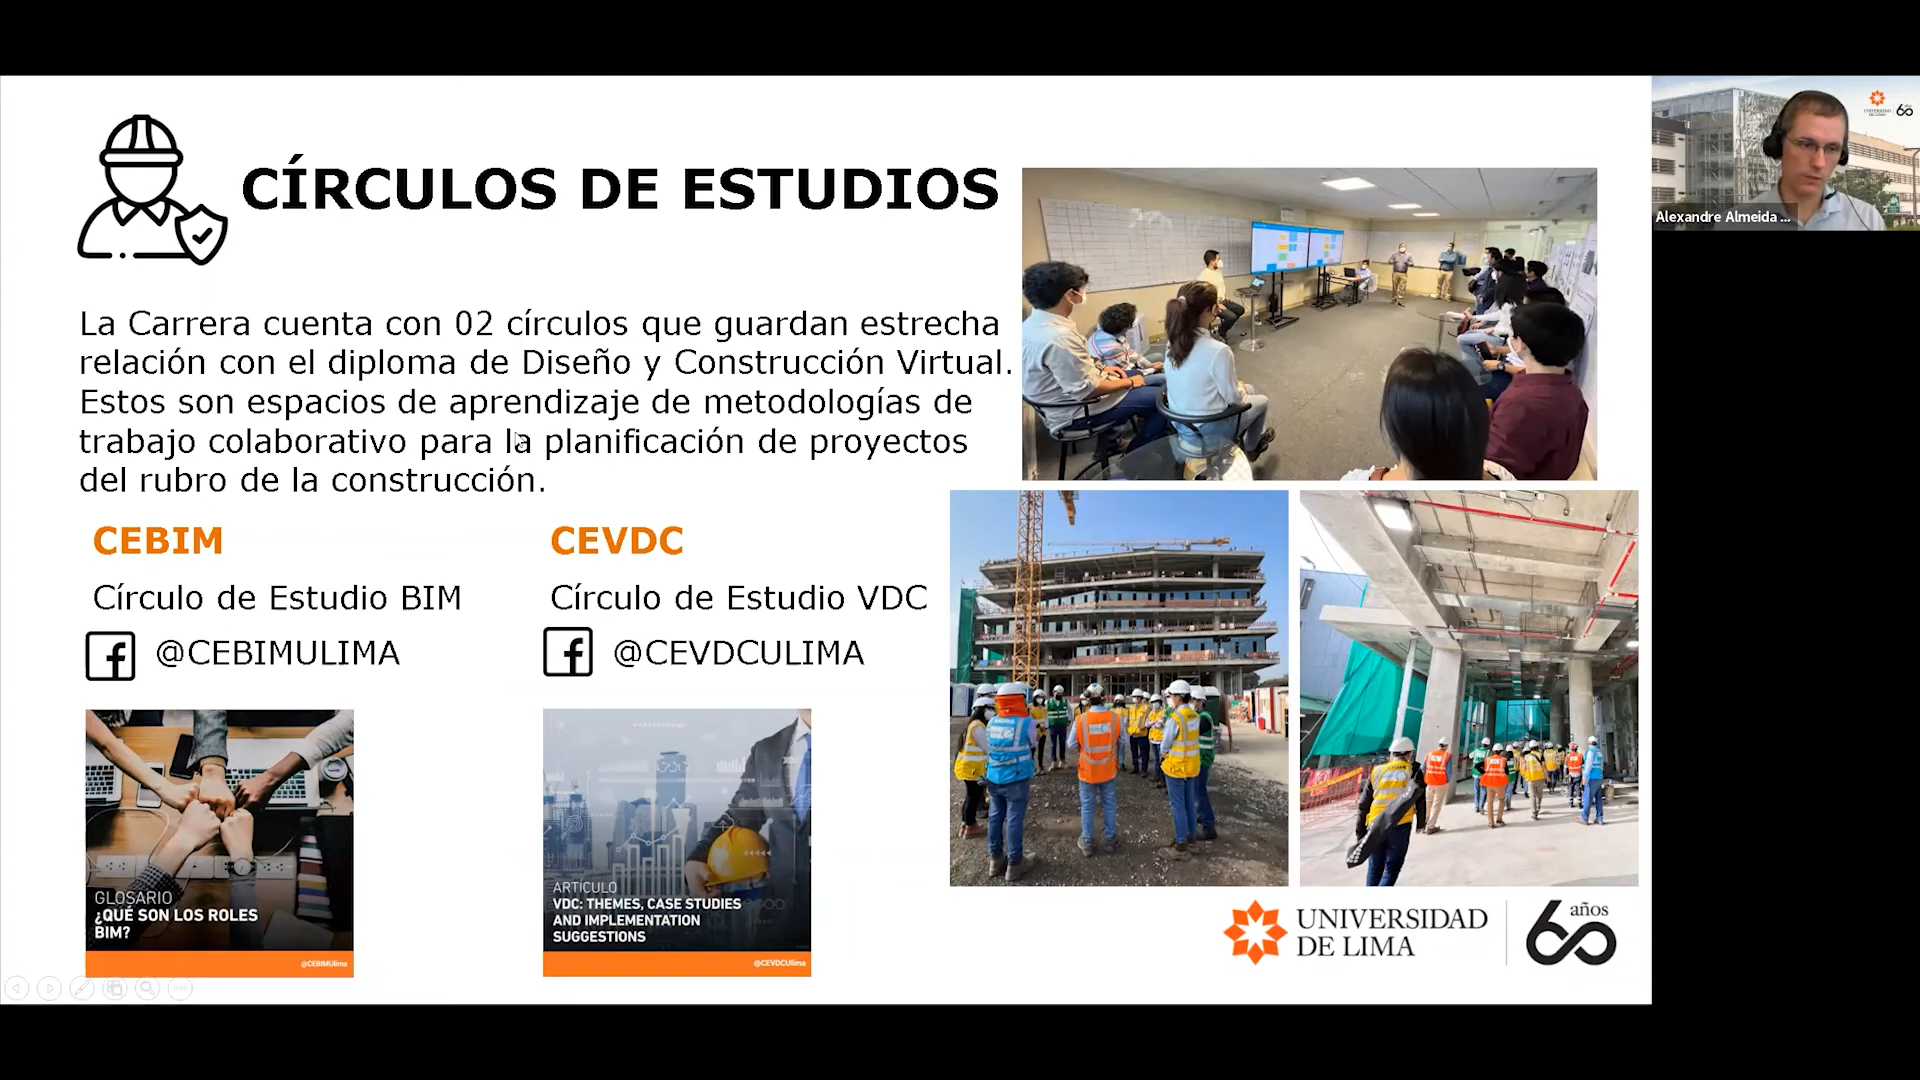 CÍRCULOS DE ESTUDIOS
La Carrera cuenta con 02 círculos que guardan estrecha
relación con el diploma de Diseño y Construcción Virtual.
Estos son espacios de aprendizaje de metodologías de
trabajo colaborativo para la planificación de proyectos
del rubro de la construcción.
CEBIM
Círculo de Estudio BIM
@CEBIMULIMA
GLOSARIO
¿QUÉ SON LOS ROLES
BIM?
@CEBIMUlima
CEVDC
Círculo de Estudio VDC
@CEVDCULIMA
ARTÍCULO
VDC: THEMES, CASE STUDIES
AND IMPLEMENTATION
SUGGESTIONS
@CEVDCUlima
UNIVERSIDAD
DE LIMA
60 años
Alexandre Almeida ...